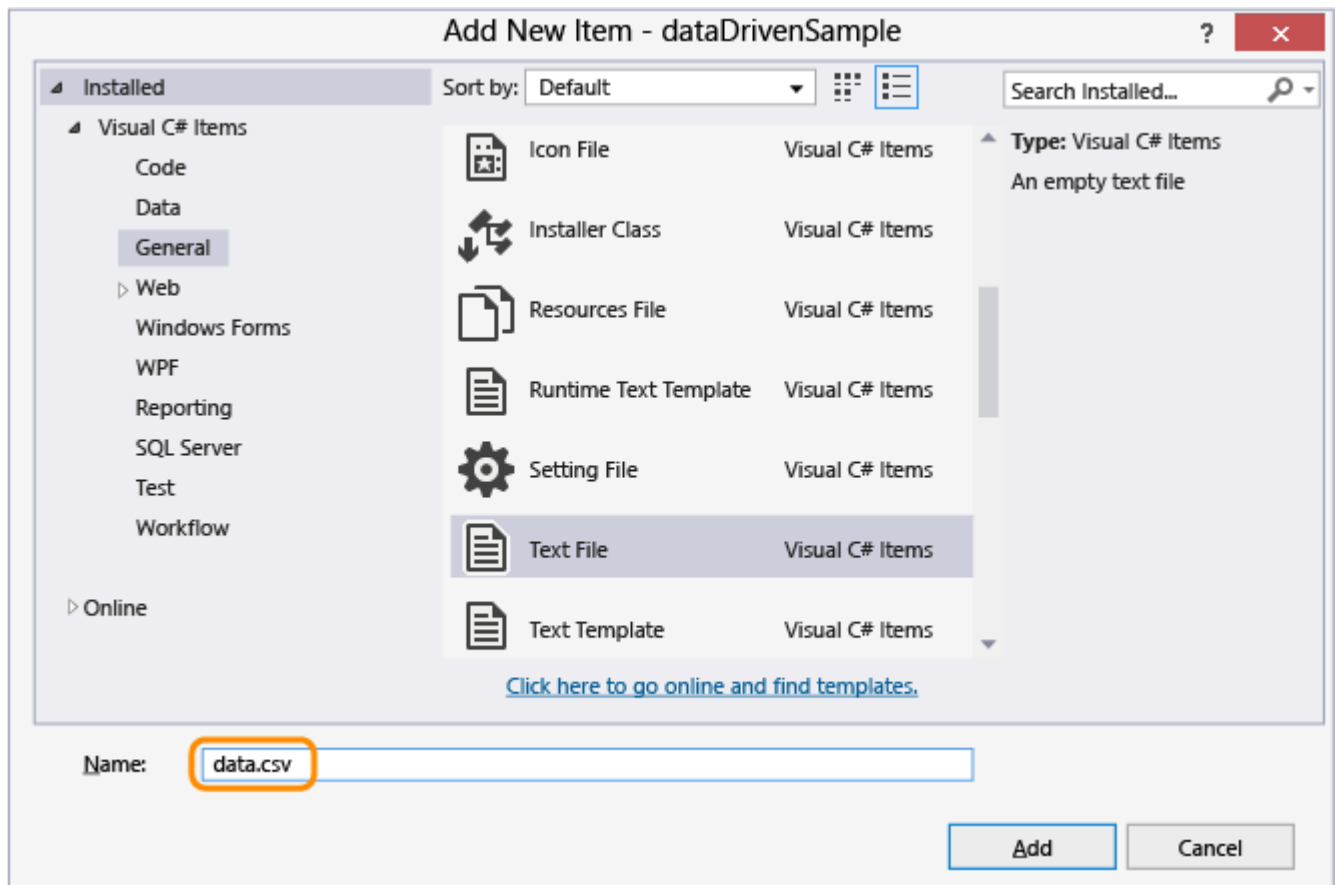 Add New Item - dataDrivenSample
?
Installed
Visual C# Items
Code
Data
General
Web
Windows Forms
WPF
Reporting
SQL Server
Test
Workflow
Online
Sort by: Default
Icon File Visual C# Items
Installer Class Visual C# Items
Resources File Visual C# Items
Runtime Text Template Visual C# Items
Setting File Visual C# Items
Text File Visual C# Items
Text Template Visual C# Items
Click here to go online and find templates.
Search Installed...
Type: Visual C# Items
An empty text file
Name: data.csv
Add Cancel